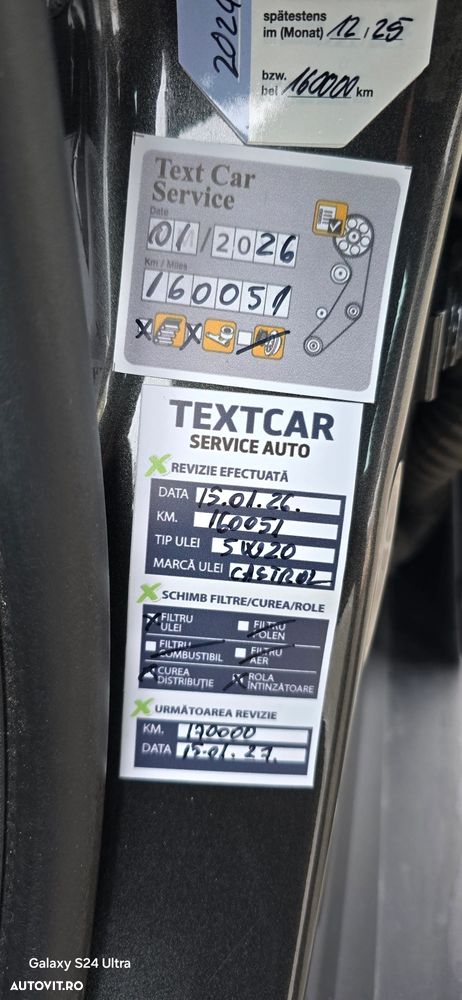 2024
spätestens
im (Monat) 12/25
bzw.
bei 160000 km
Text Car
Service
Date
01/2026
Km / Miles
160051
X X
TEXTCAR
SERVICE AUTO
X REVIZIE EFECTUATĂ
DATA 15.01.26.
KM. 160051
TIP ULEI 5W20
MARCĂ ULEI CASTROL
X SCHIMB FILTRE/CUREA/ROLE
X FILTRU ULEI FILTRU POLEN
FILTRU COMBUSTIBIL FILTRU AER
X CUREA DISTRIBUȚIE X ROLA ÎNTINZĂTOARE
X URMĂTOAREA REVIZIE
KM. 170000
DATA 15.01.27.
Galaxy S24 Ultra
AUTOVIT.RO